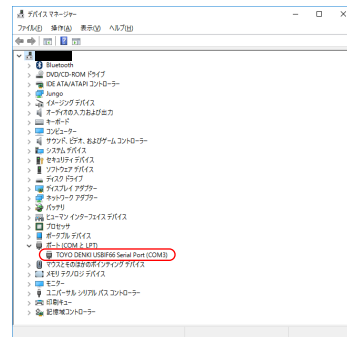 デバイス マネージャー
ファイル(F) 操作(A) 表示(V) ヘルプ(H)
Bluetooth
DVD/CD-ROM ドライブ
IDE ATA/ATAPI コントローラー
Jungo
イメージング デバイス
オーディオの入力および出力
キーボード
コンピューター
サウンド、ビデオ、およびゲーム コントローラー
システム デバイス
セキュリティ デバイス
ソフトウェア デバイス
ディスク ドライブ
ディスプレイ アダプター
ネットワーク アダプター
バッテリ
ヒューマン インターフェイス デバイス
プロセッサ
ポータブル デバイス
ポート (COM と LPT)
TOYO DENKI USBIF66 Serial Port (COM3)
マウスとそのほかのポインティング デバイス
メモリ テクノロジ デバイス
モニター
ユニバーサル シリアル バス コントローラー
印刷キュー
記憶域コントローラー